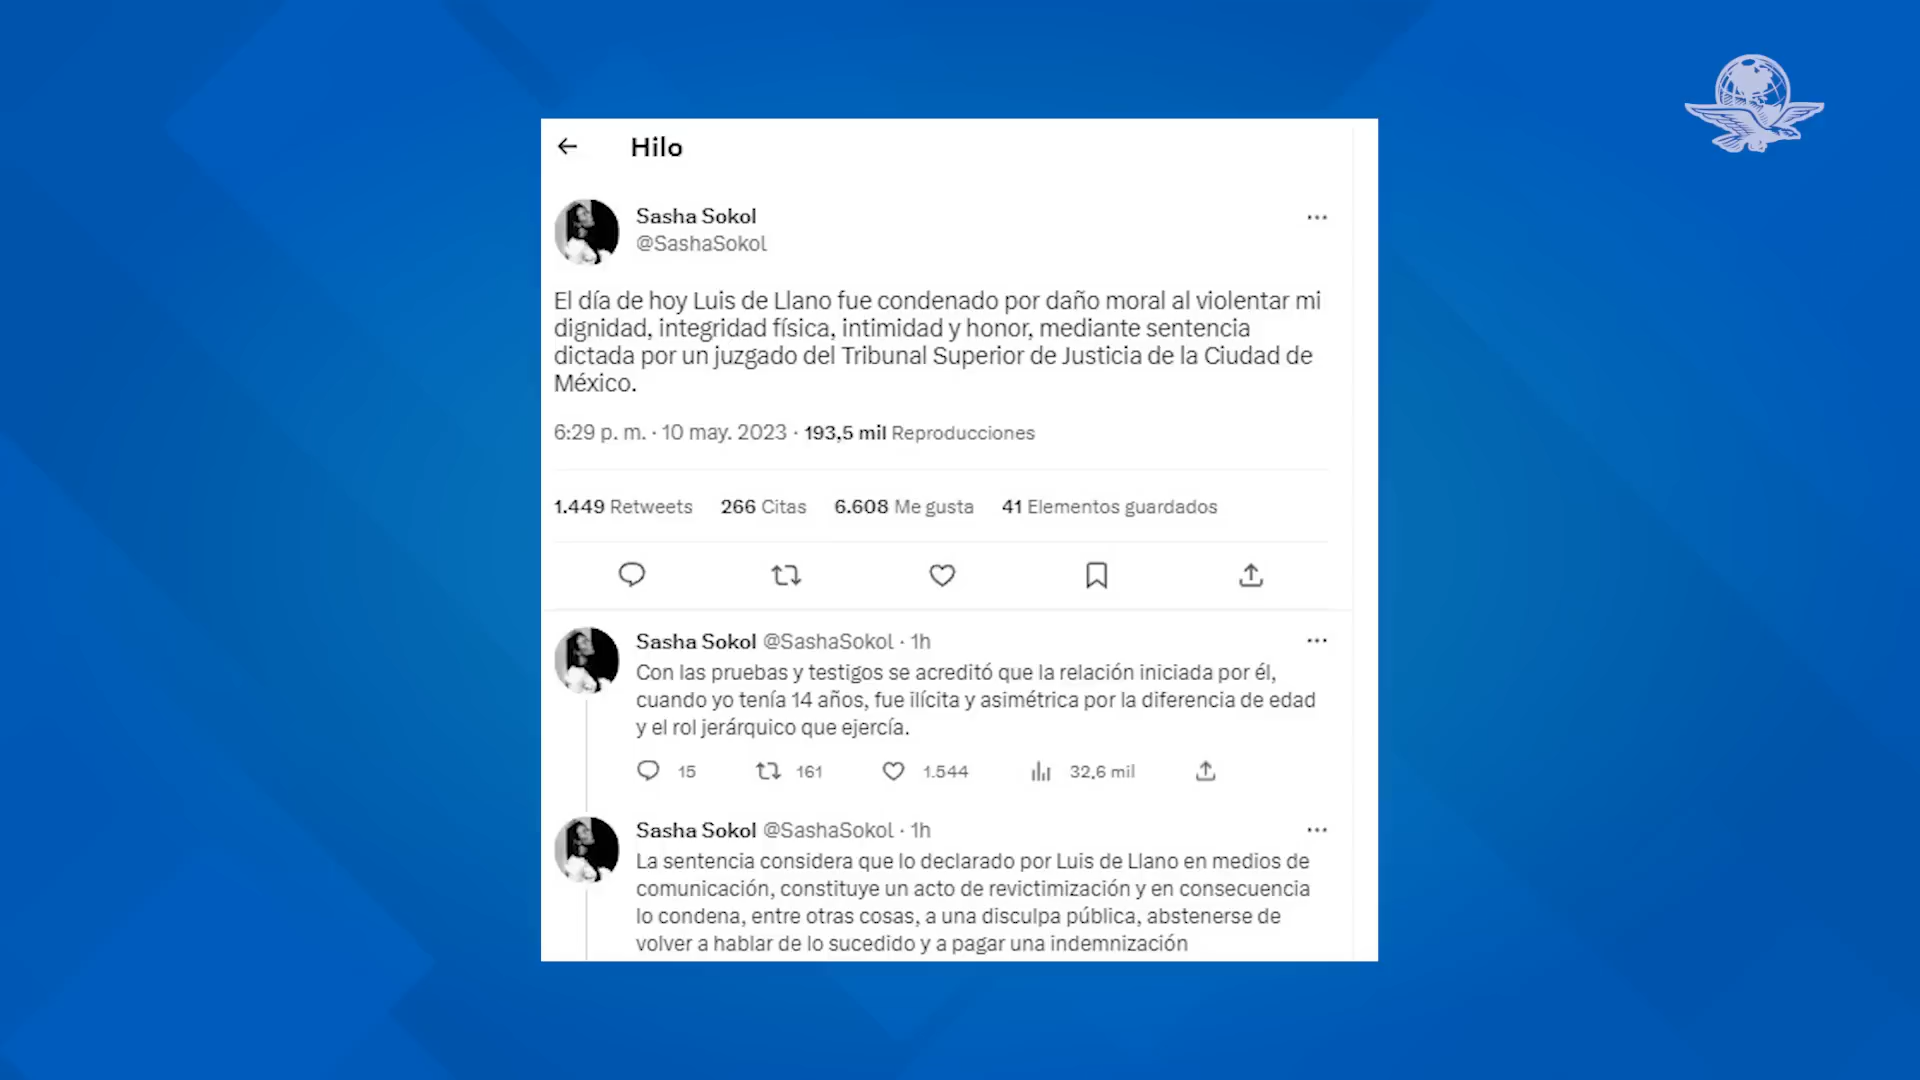 Hilo
Sasha Sokol
@SashaSokol
El día de hoy Luis de Llano fue condenado por daño moral al violentar mi
dignidad, integridad física, intimidad y honor, mediante sentencia
dictada por un juzgado del Tribunal Superior de Justicia de la Ciudad de
México.
6:29 p. m. · 10 may. 2023 · 193,5 mil Reproducciones
1.449 Retweets 266 Citas 6.608 Me gusta 41 Elementos guardados
Sasha Sokol @SashaSokol · 1h
Con las pruebas y testigos se acreditó que la relación iniciada por él,
cuando yo tenía 14 años, fue ilícita y asimétrica por la diferencia de edad
y el rol jerárquico que ejercía.
15 161 1.544 32,6 mil
Sasha Sokol @SashaSokol · 1h
La sentencia considera que lo declarado por Luis de Llano en medios de
comunicación, constituye un acto de revictimización y en consecuencia
lo condena, entre otras cosas, a una disculpa pública, abstenerse de
volver a hablar de lo sucedido y a pagar una indemnización